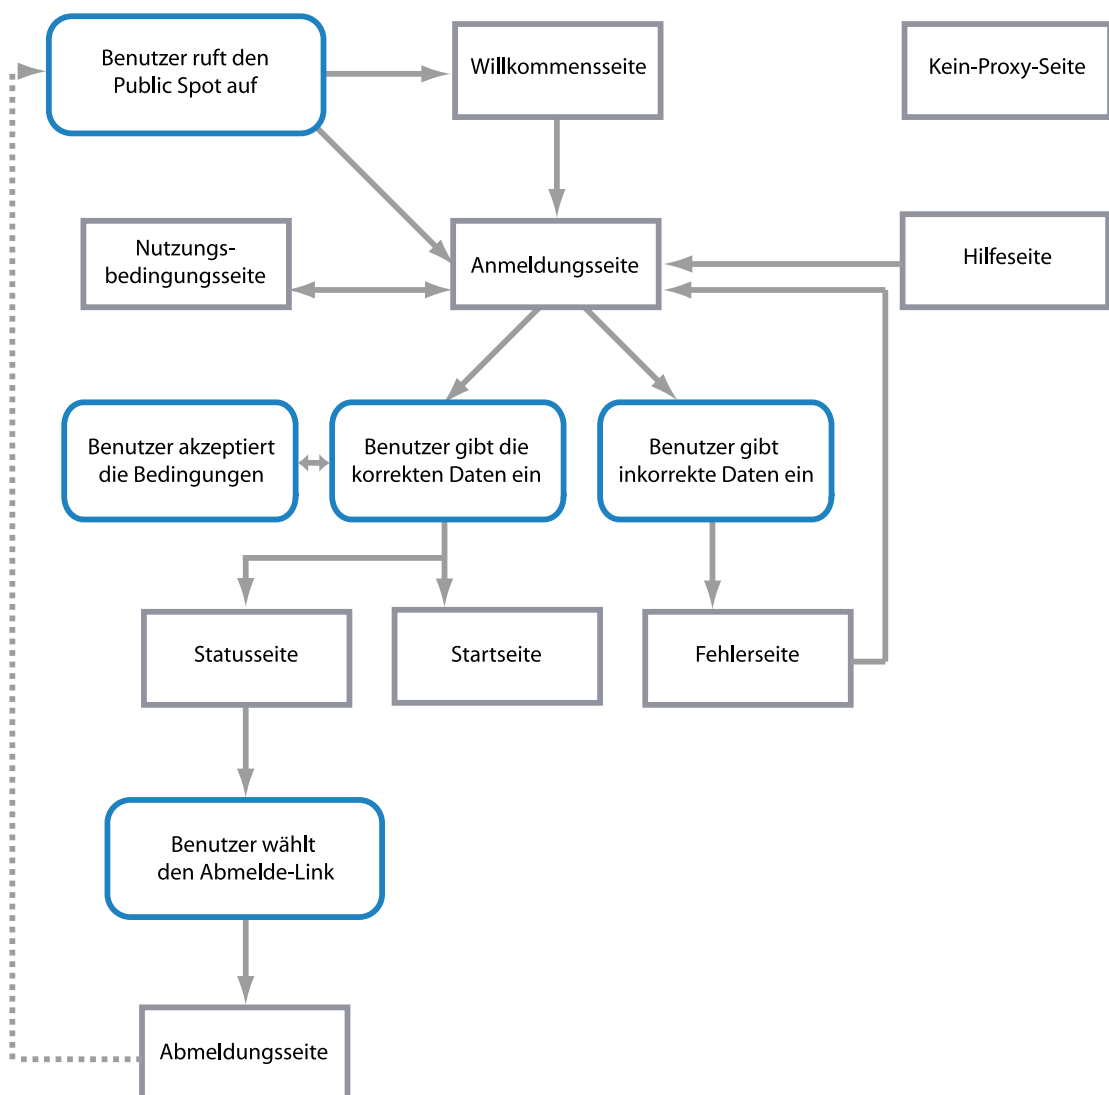 Benutzer ruft den
Public Spot auf
Willkommensseite
Kein-Proxy-Seite
Nutzungs-
bedingungsseite
Anmeldungsseite
Hilfeseite
Benutzer akzeptiert
die Bedingungen
Benutzer gibt die
korrekten Daten ein
Benutzer gibt
inkorrekte Daten ein
Statusseite
Startseite
Fehlerseite
Benutzer wählt
den Abmelde-Link
Abmeldungsseite